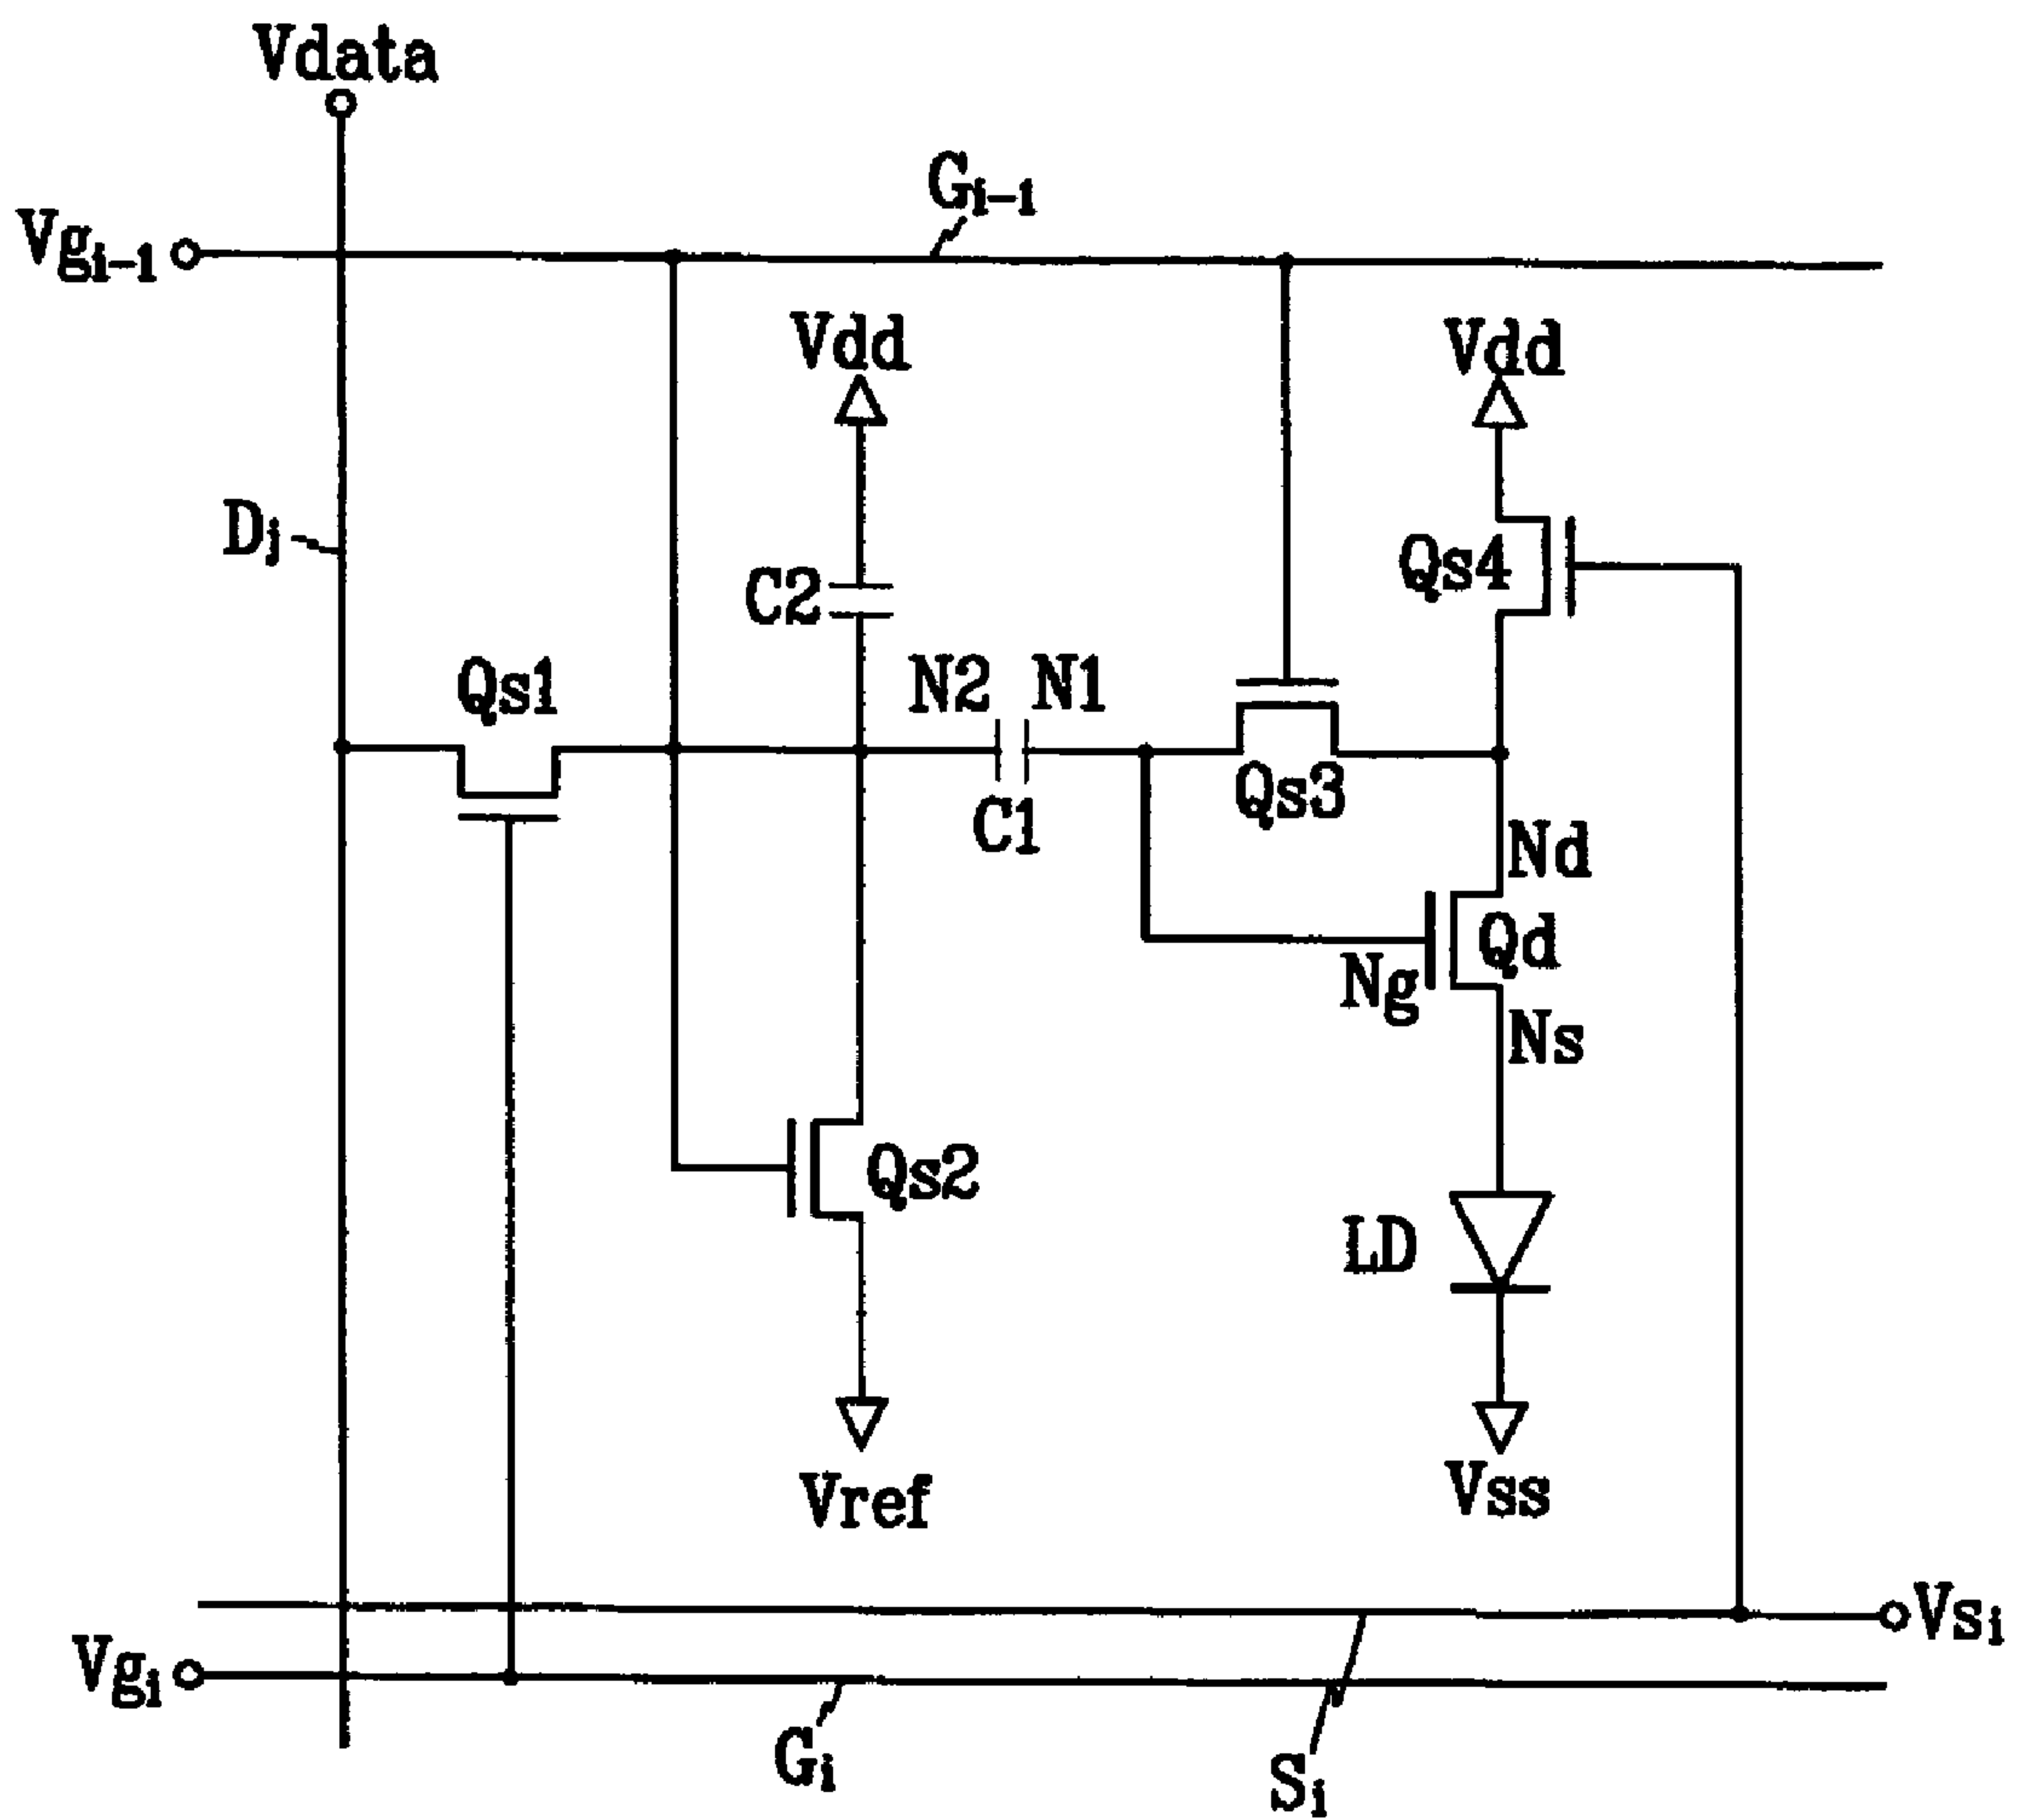 Vdata
Gi-1
Vgi-1
Vdd
Vdd
Dj
Qs4
C2
Qs1
N2
N1
Qs3
C1
Nd
Qd
Ng
Ns
Qs2
LD
Vref
Vss
Vsi
Vgi
Gi
Si